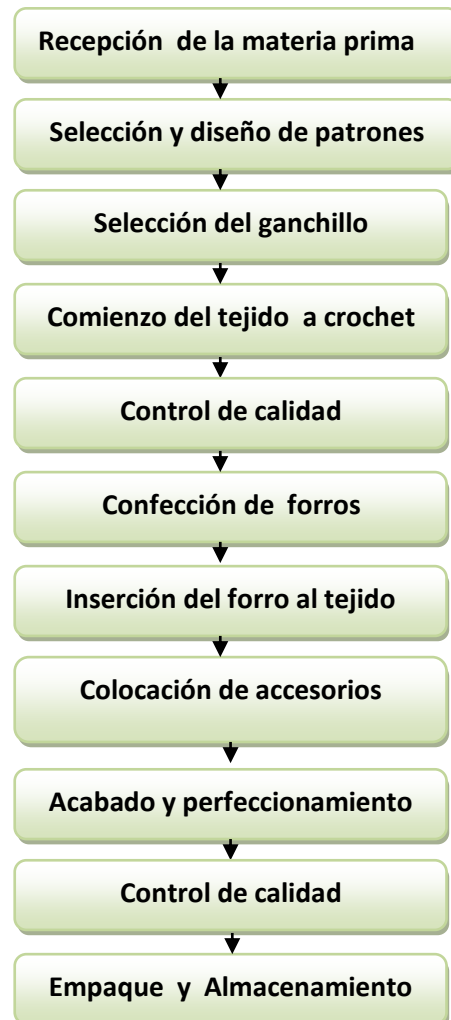 Recepción de la materia prima
Selección y diseño de patrones
Selección del ganchillo
Comienzo del tejido a crochet
Control de calidad
Confección de forros
Inserción del forro al tejido
Colocación de accesorios
Acabado y perfeccionamiento
Control de calidad
Empaque y Almacenamiento